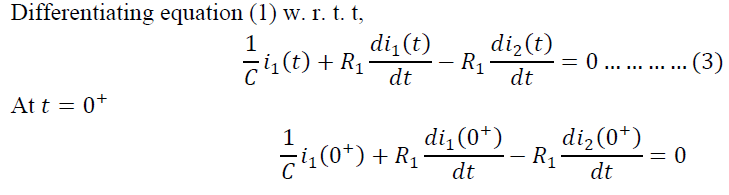 Differentiating equation (1) w. r. t. t,
1/C i₁(t) + R₁ di₁(t)/dt − R₁ di₂(t)/dt = 0 … … … … (3)
At t = 0⁺
1/C i₁(0⁺) + R₁ di₁(0⁺)/dt − R₁ di₂(0⁺)/dt = 0